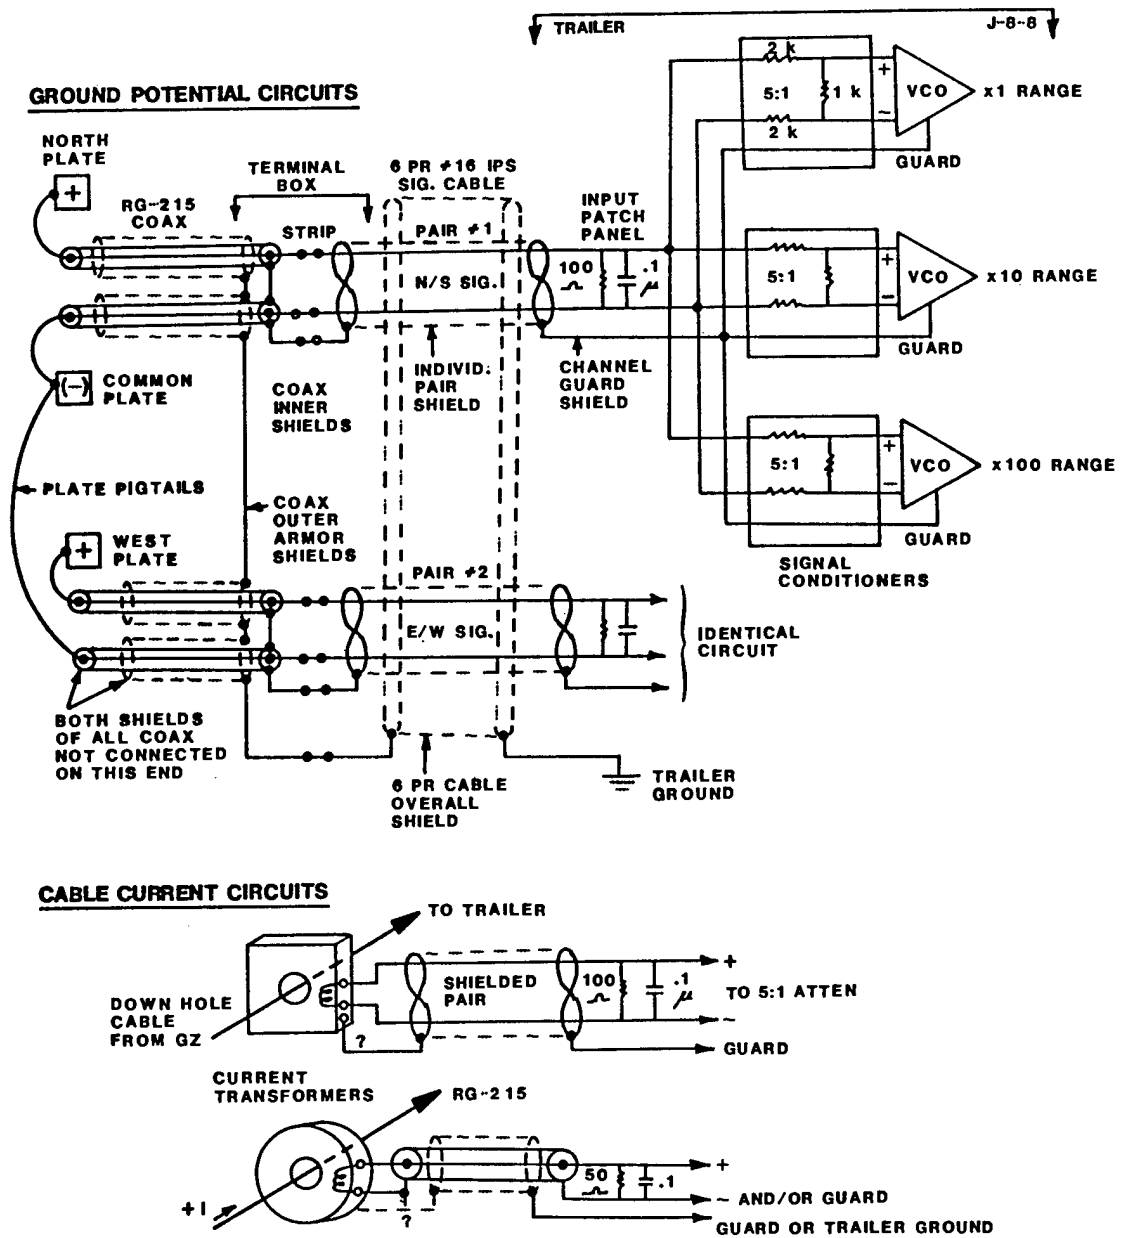 TRAILER
J-8-8
GROUND POTENTIAL CIRCUITS
NORTH
PLATE
+
RG-215
COAX
TERMINAL
BOX
STRIP
6 PR #16 IPS
SIG. CABLE
PAIR #1
N/S SIG.
INPUT
PATCH
PANEL
100
Ω
.1
μ
2 k
5:1
1 k
2 k
+
~
VCO
x1 RANGE
GUARD
5:1
+
−
VCO
x10 RANGE
GUARD
(−)
COMMON
PLATE
COAX
INNER
SHIELDS
INDIVID.
PAIR
SHIELD
CHANNEL
GUARD
SHIELD
5:1
+
−
VCO
x100 RANGE
GUARD
SIGNAL
CONDITIONERS
PLATE PIGTAILS
COAX
OUTER
ARMOR
SHIELDS
+
WEST
PLATE
PAIR #2
E/W SIG.
IDENTICAL
CIRCUIT
BOTH SHIELDS
OF ALL COAX
NOT CONNECTED
ON THIS END
6 PR CABLE
OVERALL
SHIELD
TRAILER
GROUND
CABLE CURRENT CIRCUITS
TO TRAILER
DOWN HOLE
CABLE
FROM GZ
?
SHIELDED
PAIR
100
Ω
.1
μ
+
TO 5:1 ATTEN
~
GUARD
CURRENT
TRANSFORMERS
RG-215
+I
?
50
Ω
.1
+
~ AND/OR GUARD
GUARD OR TRAILER GROUND